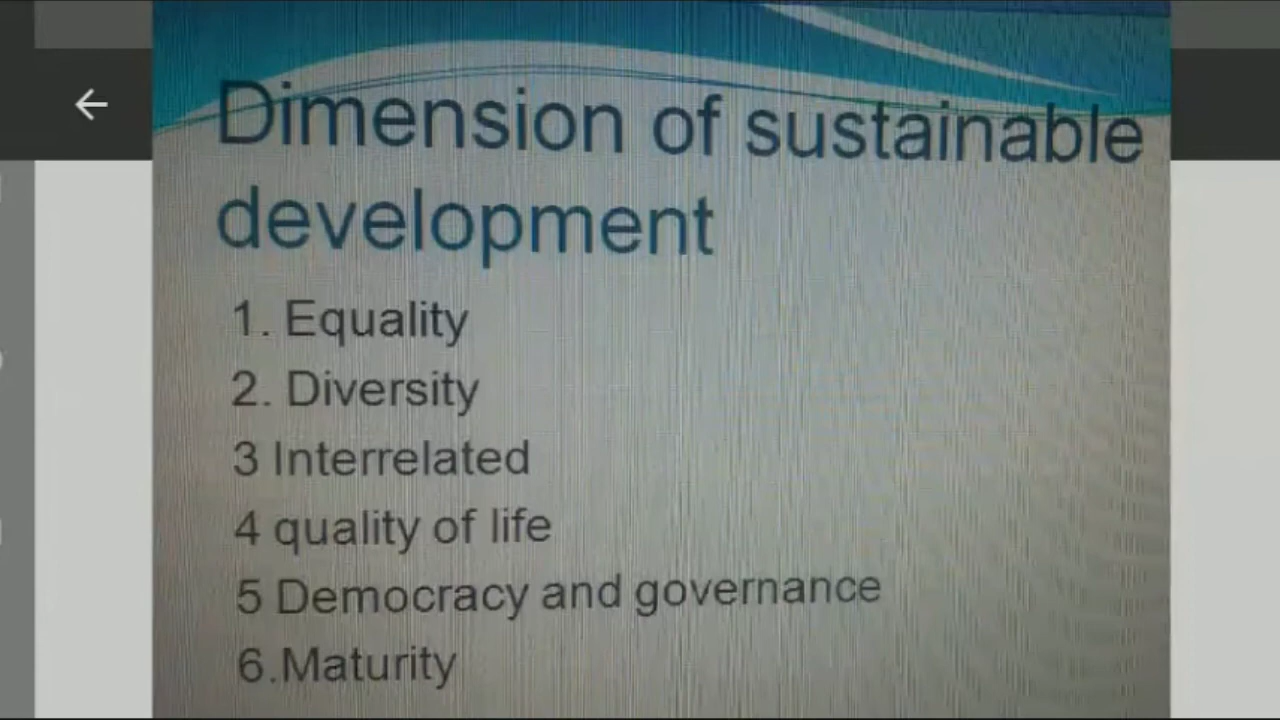 Dimension of sustainable
development
1. Equality
2. Diversity
3 Interrelated
4 quality of life
5 Democracy and governance
6.Maturity